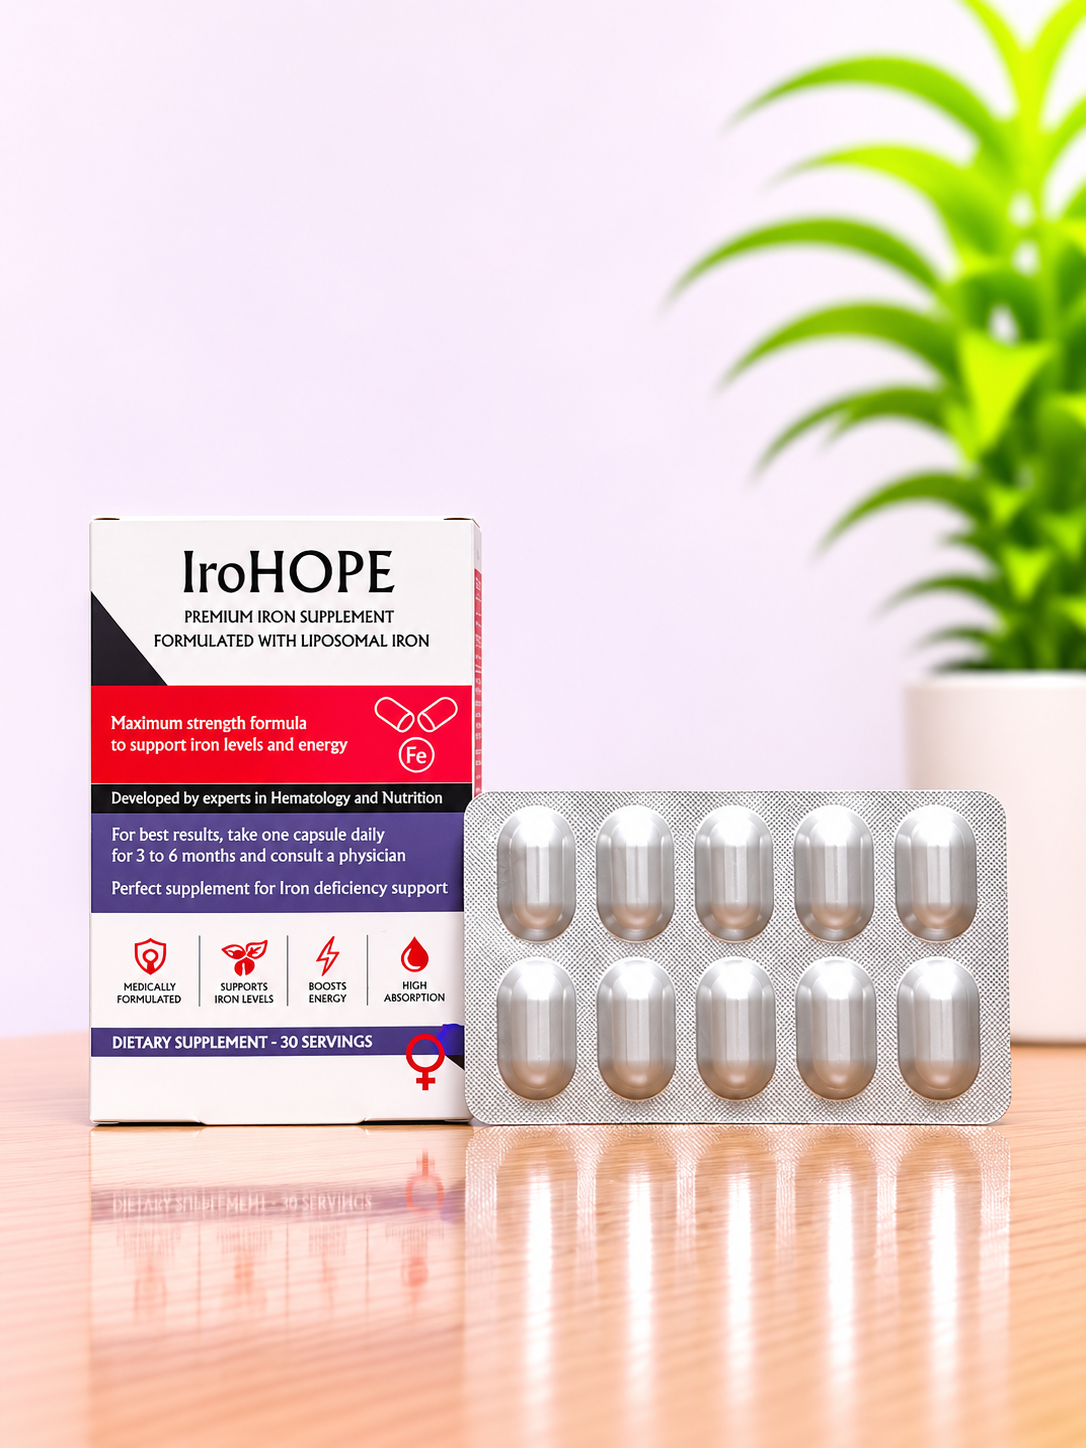 IroHOPE
PREMIUM IRON SUPPLEMENT
FORMULATED WITH LIPOSOMAL IRON
Maximum strength formula
to support iron levels and energy
Fe
Developed by experts in Hematology and Nutrition
For best results, take one capsule daily
for 3 to 6 months and consult a physician
Perfect supplement for Iron deficiency support
MEDICALLY
FORMULATED
SUPPORTS
IRON LEVELS
BOOSTS
ENERGY
HIGH
ABSORPTION
DIETARY SUPPLEMENT - 30 SERVINGS